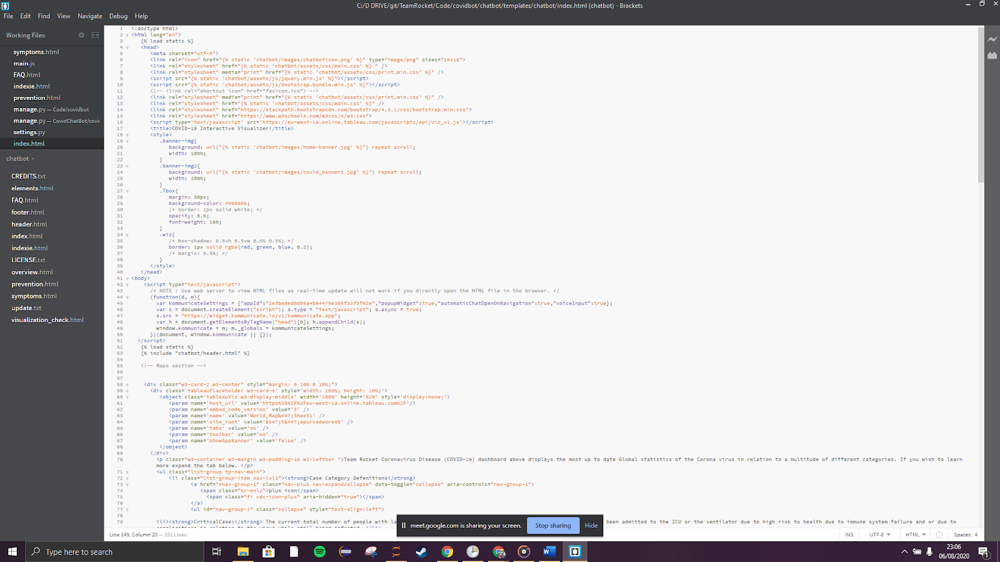 C:/D DRIVE/git/TeamRocket/Code/covidbot/chatbot/templates/chatbot/index.html (chatbot) - Brackets
File Edit Find View Navigate Debug Help
Working Files
symptoms.html
main.js
FAQ.html
indexie.html
prevention.html
manage.py — Code/covidbot
manage.py — CovidChatBot/covi
settings.py
index.html
chatbot
CREDITS.txt
elements.html
FAQ.html
footer.html
header.html
index.html
indexie.html
LICENSE.txt
overview.html
prevention.html
symptoms.html
update.txt
visualization_check.html
1 <!doctype html>
2 <html lang="en">
3 {% load static %}
4 <head>
5 <meta charset="utf-8">
6 <link rel="icon" href="{% static 'chatbot/images/chatboticon.png' %}" type="image/png" sizes="16x16">
7 <link rel="stylesheet" href="{% static 'chatbot/assets/css/main.css' %} " />
8 <link rel="stylesheet" media="print" href="{% static 'chatbot/assets/css/print.min.css' %}" />
9 <script src="{% static 'chatbot/assets/js/jquery.min.js' %}"></script>
10 <script src="{% static 'chatbot/assets/js/bootstrap.bundle.min.js' %}"></script>
11 <!-- <link rel="shortcut icon" href="favicon.ico"> -->
12 <link rel="stylesheet" media="print" href="{% static 'chatbot/assets/css/print.min.css' %}" />
13 <link rel="stylesheet" href="{% static 'chatbot/assets/css/main.css' %}" />
14 <link rel="stylesheet" href="https://stackpath.bootstrapcdn.com/bootstrap/4.3.1/css/bootstrap.min.css">
15 <link rel="stylesheet" href="https://www.w3schools.com/w3css/4/w3.css">
16 <script type='text/javascript' src='https://eu-west-1a.online.tableau.com/javascripts/api/viz_v1.js'></script>
17 <title>COVID-19 Interactive Visualizer</title>
18 <style>
19 .banner-img{
20 background: url("{% static 'chatbot/images/home-banner.jpg' %}") repeat scroll;
21 width: 100%;
22 }
23 .banner-img2{
24 background: url("{% static 'chatbot/images/covid_banner2.jpg' %}") repeat scroll;
25 width: 100%;
26 }
27 .Tbox{
28 margin: 30px;
29 background-color: #000000;
30 /* border: 1px solid white; */
31 opacity: 0.8;
32 font-weight: 100;
33 }
34 .wiz{
35 /* box-shadow: 0.5vh 0.5vw 0.5% 0.5%; */
36 border: 1px solid rgba(red, green, blue, 0.2);
37 /* margin: 0.5%; */
38 }
39 </style>
40 </head>
41 <body>
42 <script type="text/javascript">
43 /* NOTE : Use web server to view HTML files as real-time update will not work if you directly open the HTML file in the browser. */
44 (function(d, m){
45 var kommunicateSettings = {"appId":"2e3beded0d05a4b64479e305f33f3f62e","popupWidget":true,"automaticChatOpenOnNavigation":true,"voiceInput":true};
46 var s = document.createElement("script"); s.type = "text/javascript"; s.async = true;
47 s.src = "https://widget.kommunicate.io/v2/kommunicate.app";
48 var h = document.getElementsByTagName("head")[0]; h.appendChild(s);
49 window.kommunicate = m; m._globals = kommunicateSettings;
50 })(document, window.kommunicate || {});
51 </script>
52 {% load static %}
53 {% include "chatbot/header.html" %}
54
55 <!-- Maps section -->
56
57
58 <div class="w3-card-2 w3-center" style="margin: 0 10% 0 10%;">
59 <div class='tableauPlaceholder w3-card-4' style='width: 100%; height: 10%;'>
60 <object class='tableauViz w3-display-middle' width='100%' height='620' style='display:none;'>
61 <param name='host_url' value='https%3A%2F%2Feu-west-1a.online.tableau.com%2F'/>
62 <param name='embed_code_version' value='3' />
63 <param name='name' value='World_Map&#47;Sheet1' />
64 <param name='site_root' value='&#47;t&#47;apurvadeore95' />
65 <param name='tabs' value='no' />
66 <param name='toolbar' value='no' />
67 <param name='showAppBanner' value='false' />
68 </object>
69 </div>
70 <p class="w3-container w3-margin w3-padding-16 w3-leftbar ">Team Rocket Coronavirus Disease (COVID-19) dashboard above displays the most up to date Global statistics of the Corona virus in relation to a multitude of different categories. If you wish to learn
more expand the tab below. </p>
71 <ul class="list-group tp-nav-main">
72 <li class="list-group-item nav-lvl1"><strong>Case Category Defenitions</strong>
73 <a href="#nav-group-1" class="nav-plus nav-expandcollapse" data-toggle="collapse" aria-controls="nav-group-1">
74 <span class="sr-only">plus icon</span>
75 <span class="fi cdc-icon-plus" aria-hidden="true"></span>
76 </a>
77 <ul id="nav-group-1" class="collapse" style="text-align:left">
78
79 <li><strong>CriticalCase:</strong> The current total number of people with la been admitted to the ICU or the ventilator due to high risk to health due to immune system failure and or due to
meet.google.com is sharing your screen. Stop sharing Hide
Line 149, Column 20 — 251 Lines
INS UTF-8 HTML Spaces: 4
Type here to search
23:06
06/08/2020
1